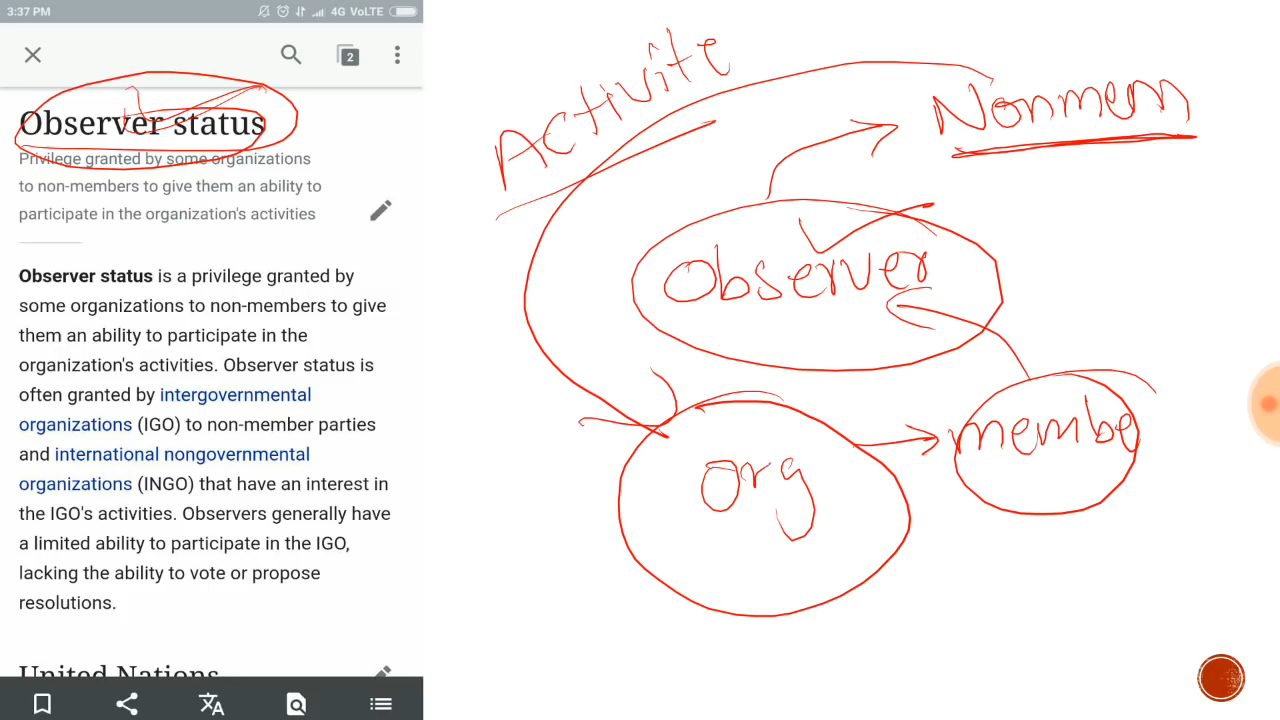 3:37 PM
4G VoLTE
2
Observer status
Privilege granted by some organizations
to non-members to give them an ability to
participate in the organization's activities
Observer status is a privilege granted by
some organizations to non-members to give
them an ability to participate in the
organization's activities. Observer status is
often granted by intergovernmental
organizations (IGO) to non-member parties
and international nongovernmental
organizations (INGO) that have an interest in
the IGO's activities. Observers generally have
a limited ability to participate in the IGO,
lacking the ability to vote or propose
resolutions.
United Nations
Activite
Nonmem
Observer
membe
org